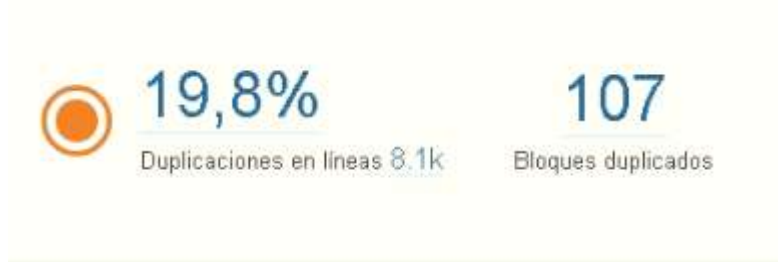 19,8%
107
Duplicaciones en líneas 8.1k
Bloques duplicados